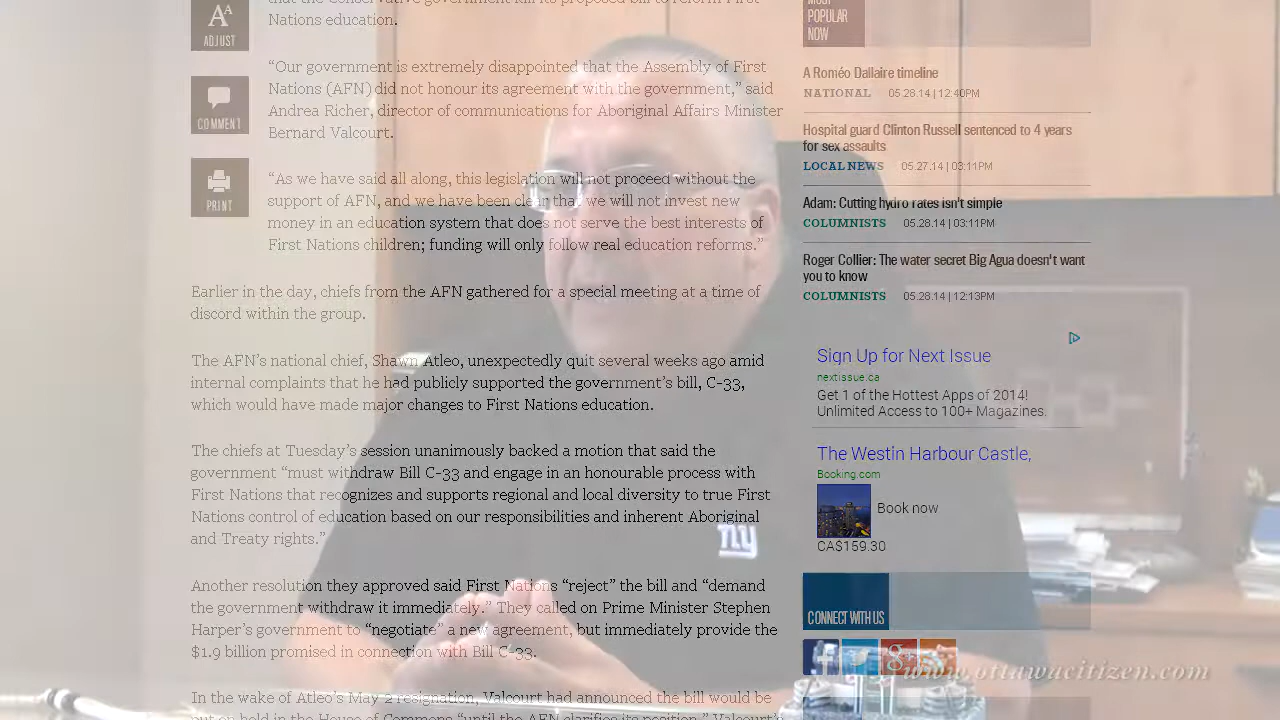 that the Conservative government kill its proposed bill to reform First
Nations education.
“Our government is extremely disappointed that the Assembly of First
Nations (AFN) did not honour its agreement with the government,” said
Andrea Richer, director of communications for Aboriginal Affairs Minister
Bernard Valcourt.
“As we have said all along, this legislation will not proceed without the
support of AFN, and we have been clear that we will not invest new
money in an education system that does not serve the best interests of
First Nations children; funding will only follow real education reforms.”
Earlier in the day, chiefs from the AFN gathered for a special meeting at a time of
discord within the group.
The AFN’s national chief, Shawn Atleo, unexpectedly quit several weeks ago amid
internal complaints that he had publicly supported the government’s bill, C-33,
which would have made major changes to First Nations education.
The chiefs at Tuesday’s session unanimously backed a motion that said the
government “must withdraw Bill C-33 and engage in an honourable process with
First Nations that recognizes and supports regional and local diversity to true First
Nations control of education based on our responsibilities and inherent Aboriginal
and Treaty rights.”
Another resolution they approved said First Nations “reject” the bill and “demand
the government withdraw it immediately.” They called on Prime Minister Stephen
Harper’s government to “negotiate” a new agreement, but immediately provide the
$1.9 billion promised in connection with Bill C-33.
In the wake of Atleo’s May 2 resignation, Valcourt had announced the bill would be
put on hold in the House of Commons “until the AFN clarifies its position.” Valcourt’s
AA
ADJUST
COMMENT
PRINT
MOST
POPULAR
NOW
A Roméo Dallaire timeline
NATIONAL 05.28.14 | 12:40PM
Hospital guard Clinton Russell sentenced to 4 years
for sex assaults
LOCAL NEWS 05.27.14 | 03:11PM
Adam: Cutting hydro rates isn't simple
COLUMNISTS 05.28.14 | 03:11PM
Roger Collier: The water secret Big Agua doesn't want
you to know
COLUMNISTS 05.28.14 | 12:13PM
Sign Up for Next Issue
nextissue.ca
Get 1 of the Hottest Apps of 2014!
Unlimited Access to 100+ Magazines.
The Westin Harbour Castle,
Booking.com
Book now
CA$159.30
CONNECT WITH US
f
g+
ny
www.ottawacitizen.com